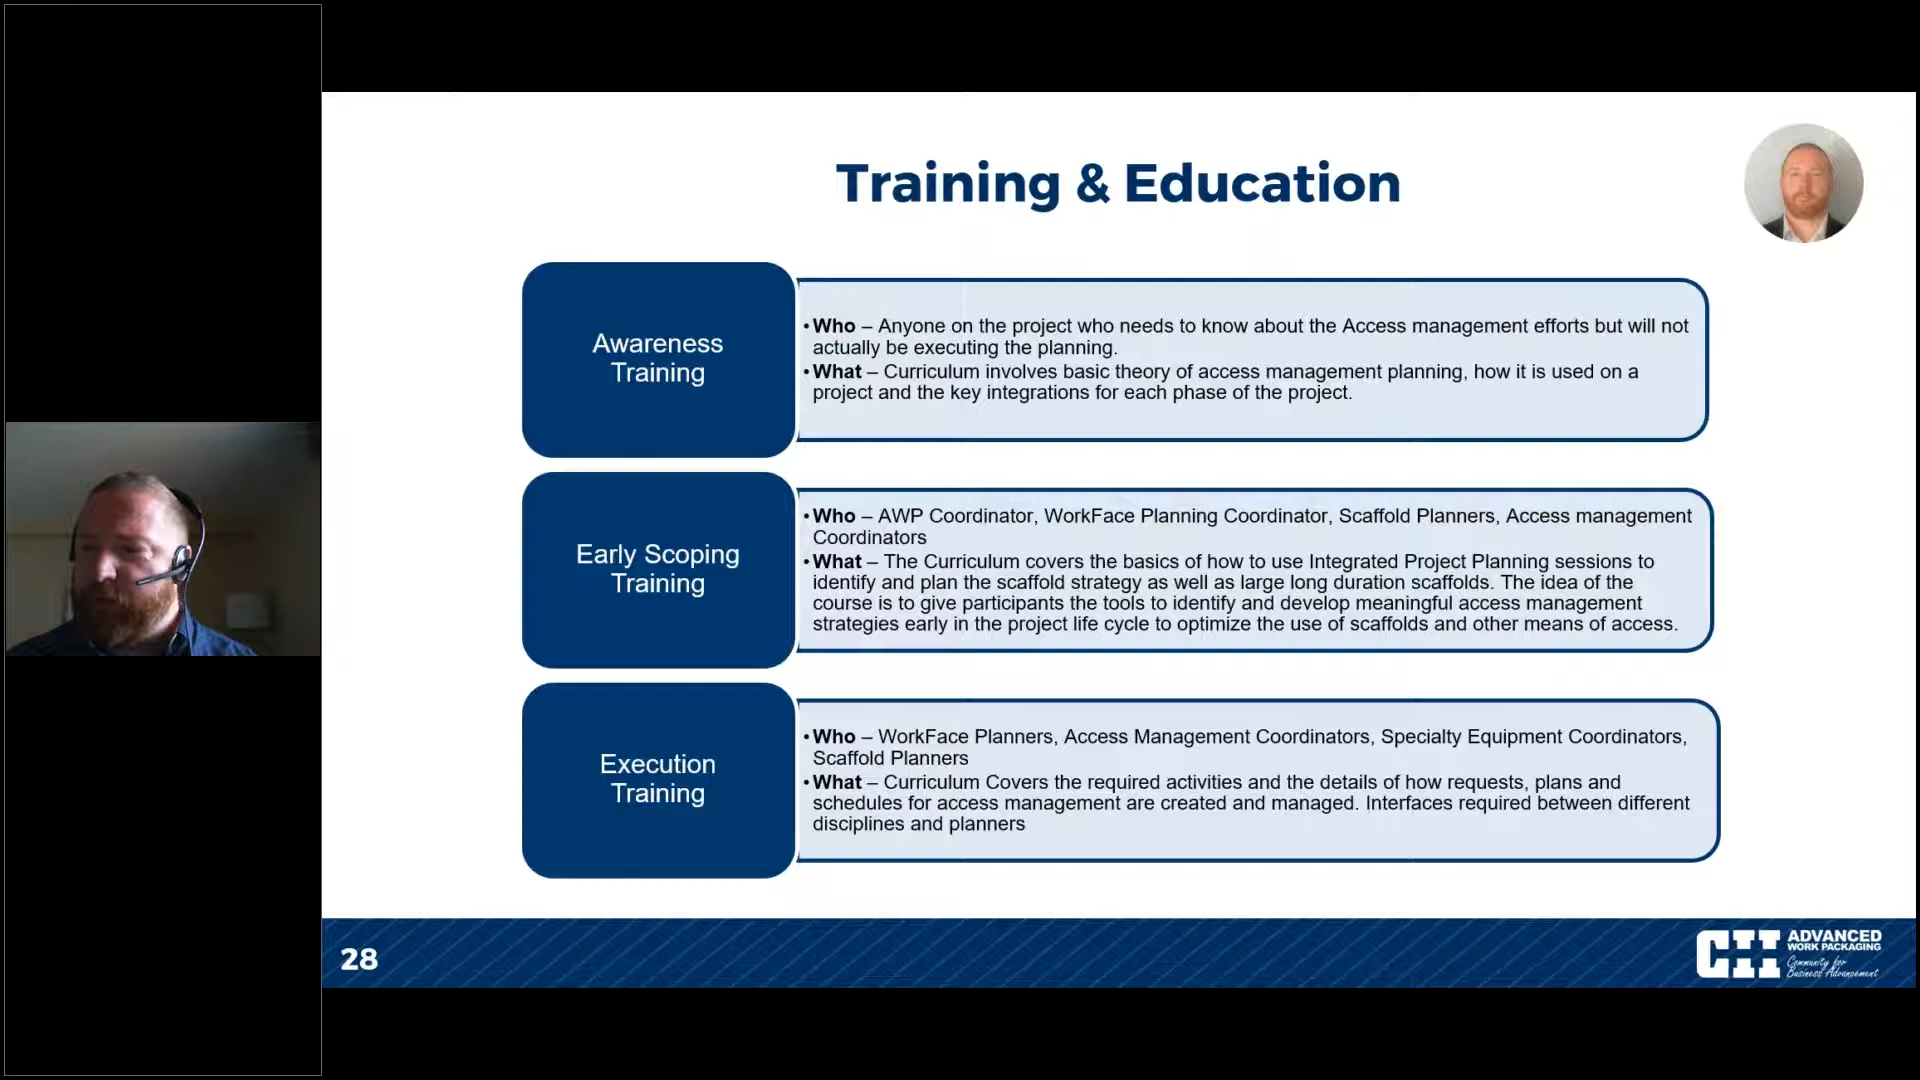 Training & Education
Awareness
Training
•Who – Anyone on the project who needs to know about the Access management efforts but will not
actually be executing the planning.
•What – Curriculum involves basic theory of access management planning, how it is used on a
project and the key integrations for each phase of the project.
Early Scoping
Training
•Who – AWP Coordinator, WorkFace Planning Coordinator, Scaffold Planners, Access management
Coordinators
•What – The Curriculum covers the basics of how to use Integrated Project Planning sessions to
identify and plan the scaffold strategy as well as large long duration scaffolds. The idea of the
course is to give participants the tools to identify and develop meaningful access management
strategies early in the project life cycle to optimize the use of scaffolds and other means of access.
Execution
Training
•Who – WorkFace Planners, Access Management Coordinators, Specialty Equipment Coordinators,
Scaffold Planners
•What – Curriculum Covers the required activities and the details of how requests, plans and
schedules for access management are created and managed. Interfaces required between different
disciplines and planners
28
CII
ADVANCED
WORK PACKAGING
Community for
Business Advancement